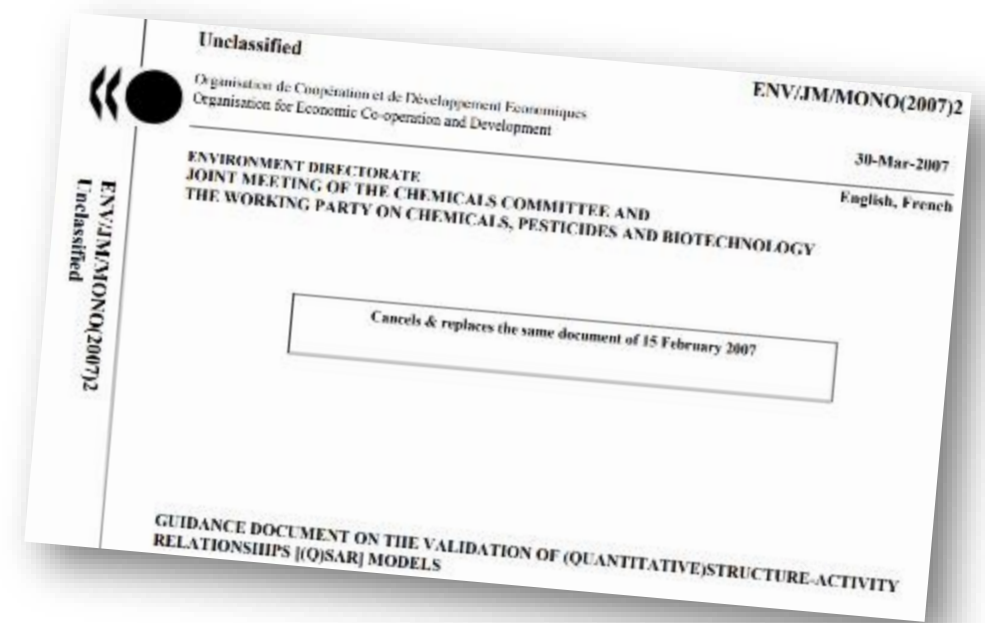 Unclassified
ENV/JM/MONO(2007)2
Organisation de Coopération et de Développement Economiques
Organisation for Economic Co-operation and Development
30-Mar-2007
English, French
ENVIRONMENT DIRECTORATE
JOINT MEETING OF THE CHEMICALS COMMITTEE AND
THE WORKING PARTY ON CHEMICALS, PESTICIDES AND BIOTECHNOLOGY
ENV/JM/MONO(2007)2
Unclassified
Cancels & replaces the same document of 15 February 2007
GUIDANCE DOCUMENT ON THE VALIDATION OF (QUANTITATIVE)STRUCTURE-ACTIVITY
RELATIONSHIPS [(Q)SAR] MODELS